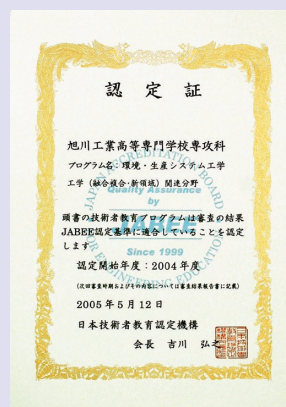 認定証
旭川工業高等専門学校専攻科
プログラム名:環境・生産システム工学
工学(融合複合・新領域)関連分野
JAPAN ACCREDITATION BOARD
Quality Assurance
by
頭書の技術者教育プログラムは審査の結果
JABEE
JABEE認定基準に適合していることを認定
します
Since 1999
FOR ENGINEERING EDUCATION
認定開始年度:2004年度
(次回審査時期およびその内容については審査結果報告書に記載)
2005年5月12日
日本技術者教育認定機構
会長 吉川 弘之